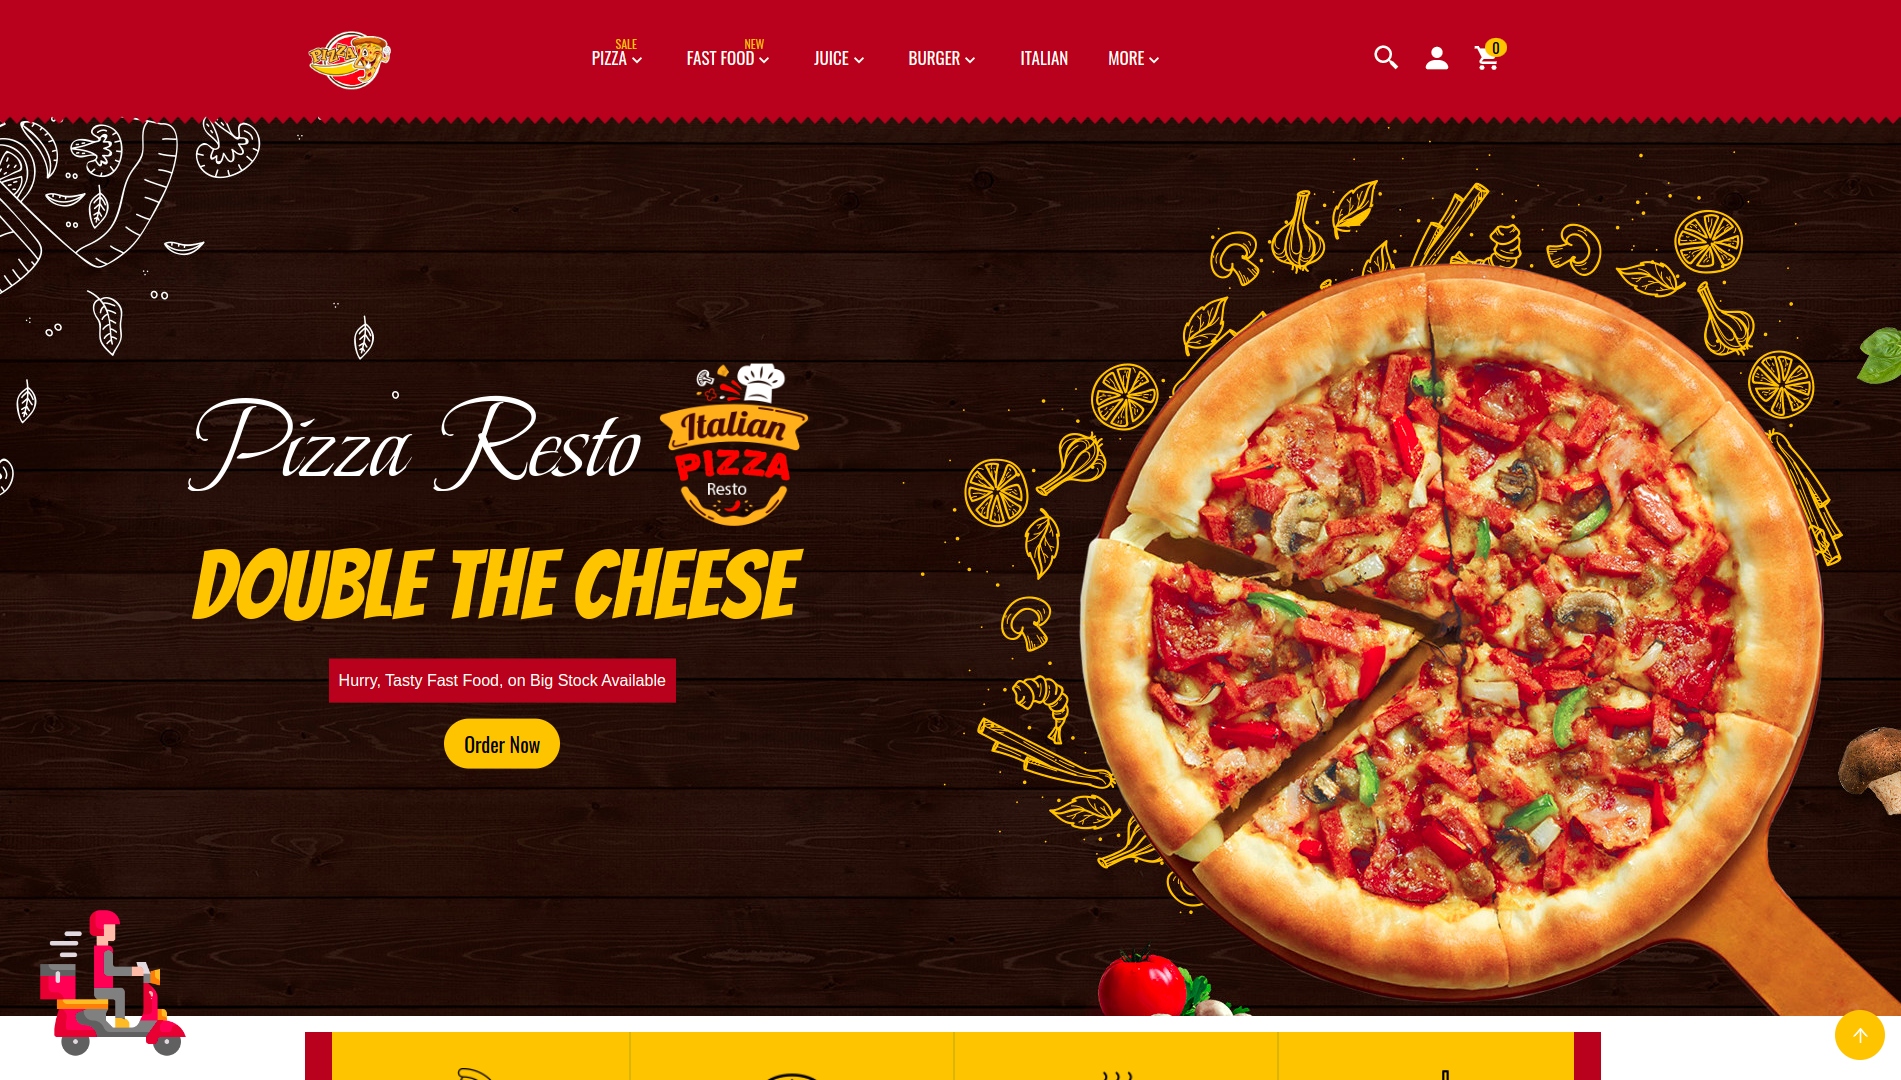 PIZZA
SALE
PIZZA
NEW
FAST FOOD
JUICE
BURGER
ITALIAN
MORE
0
Pizza Resto
Italian
PIZZA
Resto
DOUBLE THE CHEESE
Hurry, Tasty Fast Food, on Big Stock Available
Order Now